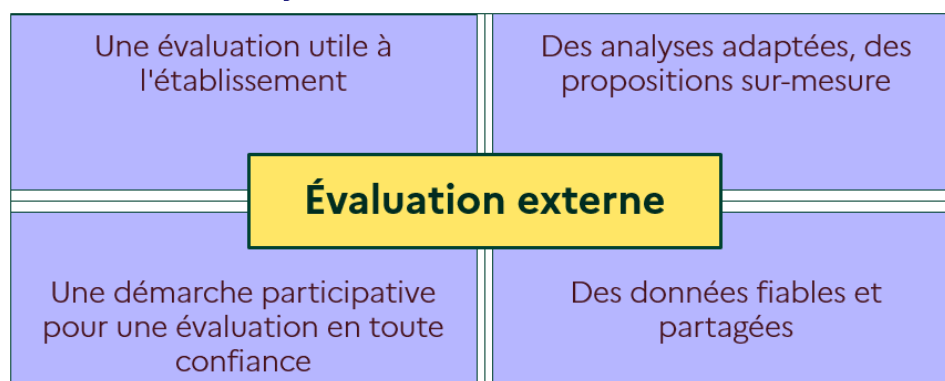 Une évaluation utile à
l'établissement
Des analyses adaptées, des
propositions sur-mesure
Évaluation externe
Une démarche participative
pour une évaluation en toute
confiance
Des données fiables et
partagées